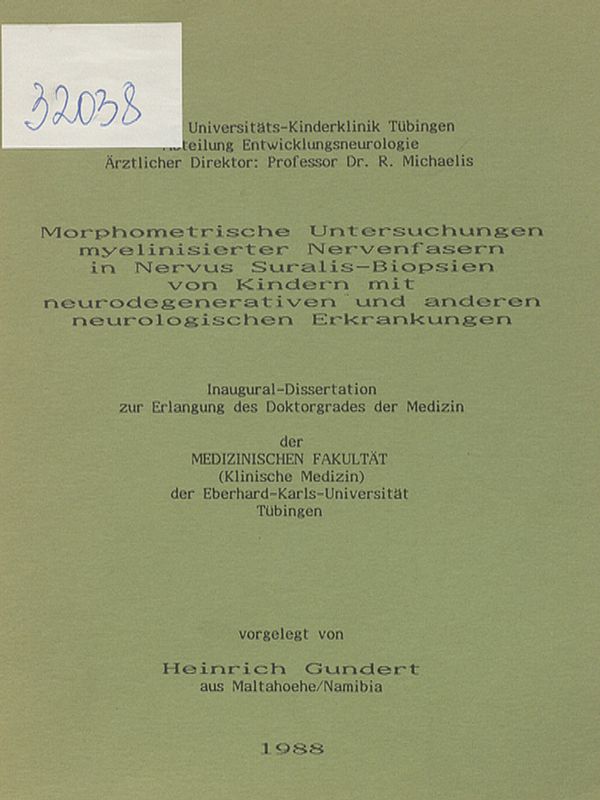 32038
Universitäts-Kinderklinik Tübingen
Abteilung Entwicklungsneurologie
Ärztlicher Direktor: Professor Dr. R. Michaelis
Morphometrische Untersuchungen
myelinisierter Nervenfasern
in Nervus Suralis-Biopsien
von Kindern mit
neurodegenerativen und anderen
neurologischen Erkrankungen
Inaugural-Dissertation
zur Erlangung des Doktorgrades der Medizin
der
MEDIZINISCHEN FAKULTÄT
(Klinische Medizin)
der Eberhard-Karls-Universität
Tübingen
vorgelegt von
Heinrich Gundert
aus Maltahoehe/Namibia
1988